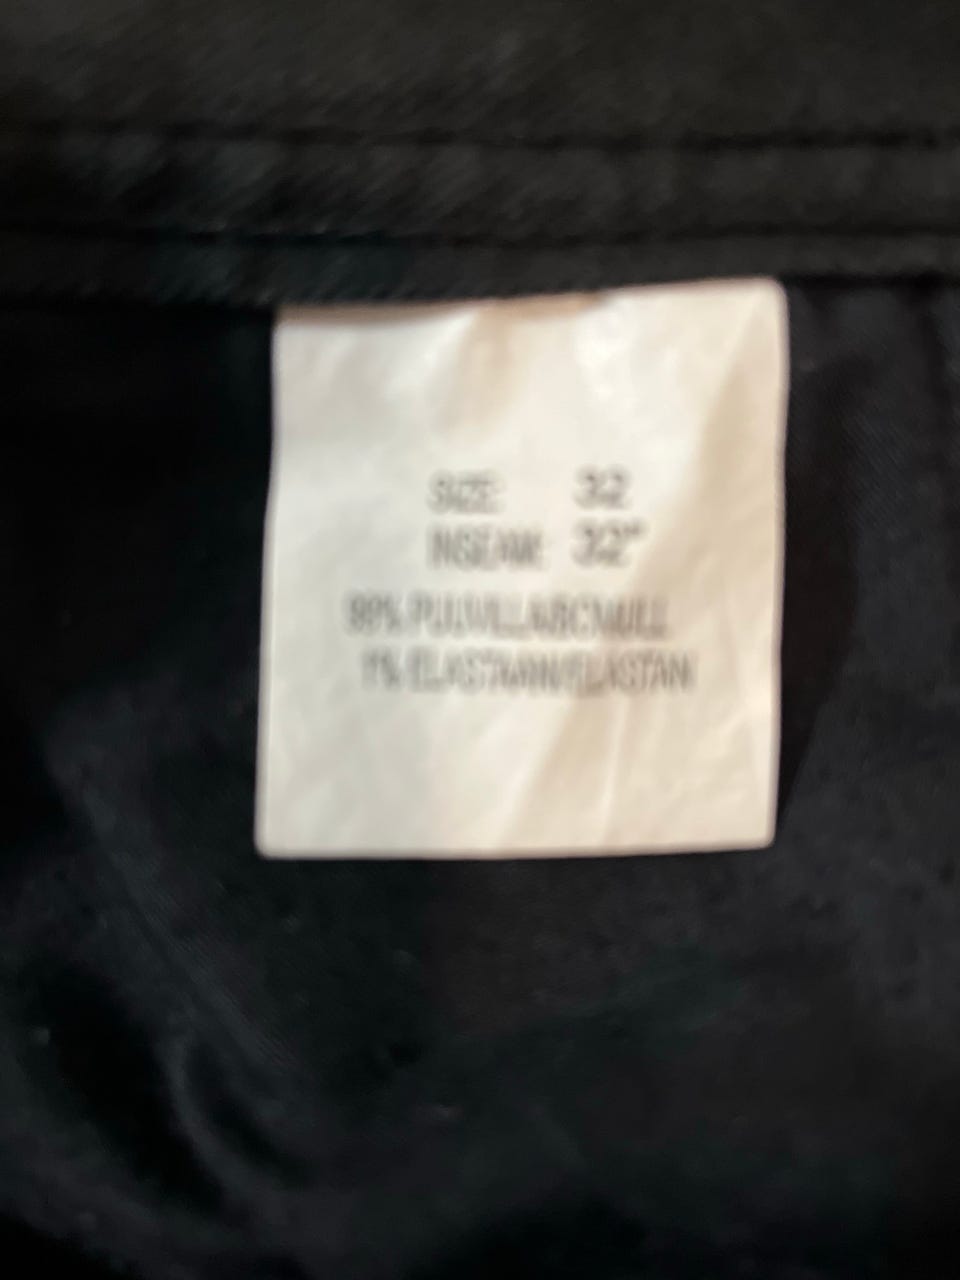 SIZE 32
INSEAM: 32"
99% PUUVILLA/BOMULL
1% ELASTAANI/ELASTAN